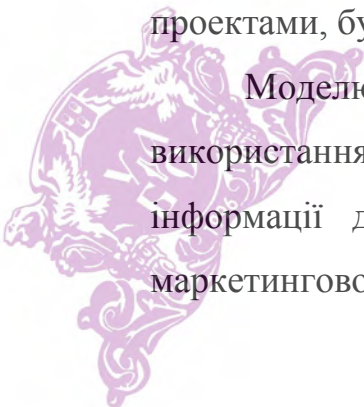 проектами, бу
Моделю
використання
інформації д
маркетингово